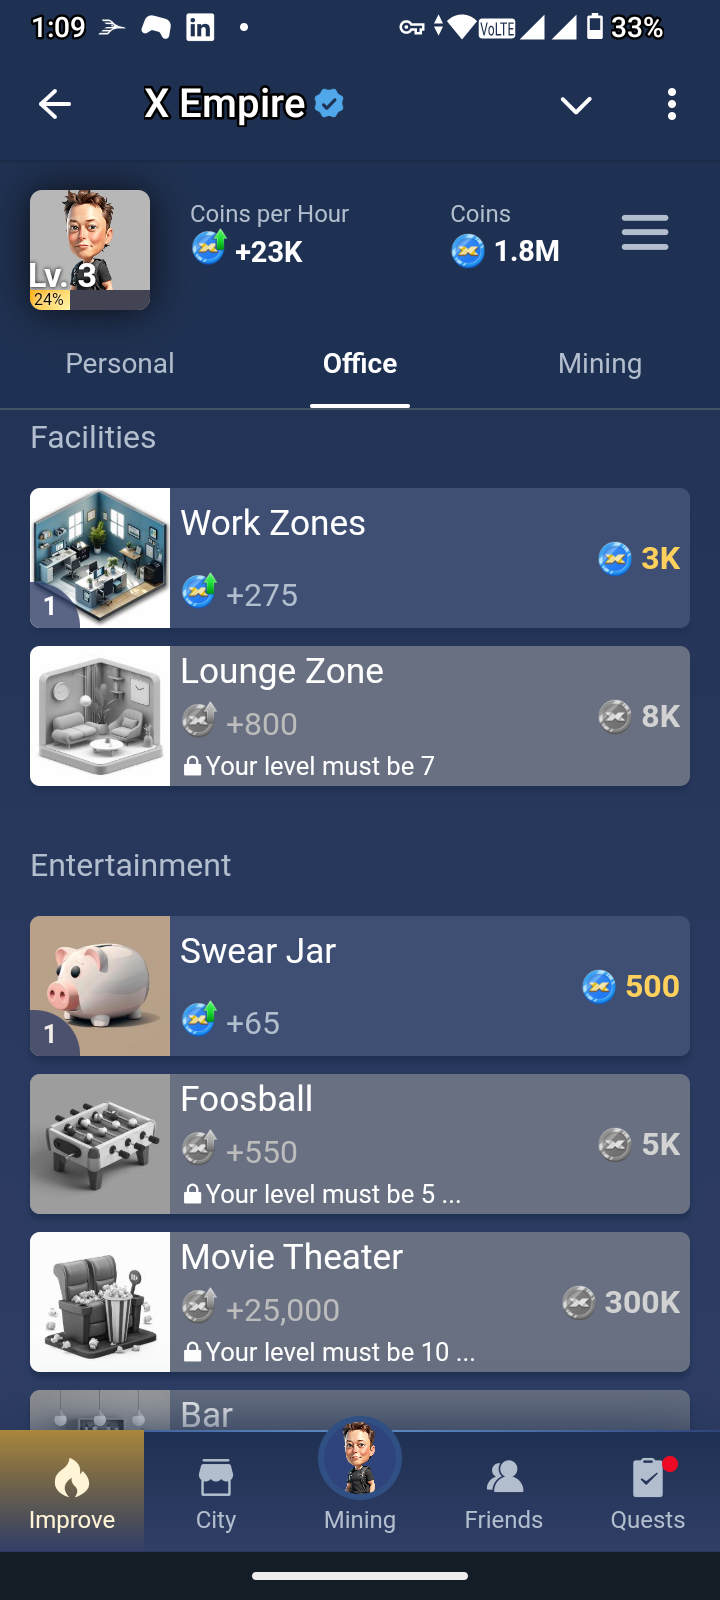 1:09
VoLTE
33%
X Empire
Coins per Hour
+23K
Coins
1.8M
Lv. 3
24%
Personal
Office
Mining
Facilities
Work Zones
+275
3K
1
Lounge Zone
+800
8K
Your level must be 7
Entertainment
Swear Jar
+65
500
1
Foosball
+550
5K
Your level must be 5 ...
Movie Theater
+25,000
300K
Your level must be 10 ...
Bar
Improve
City
Mining
Friends
Quests